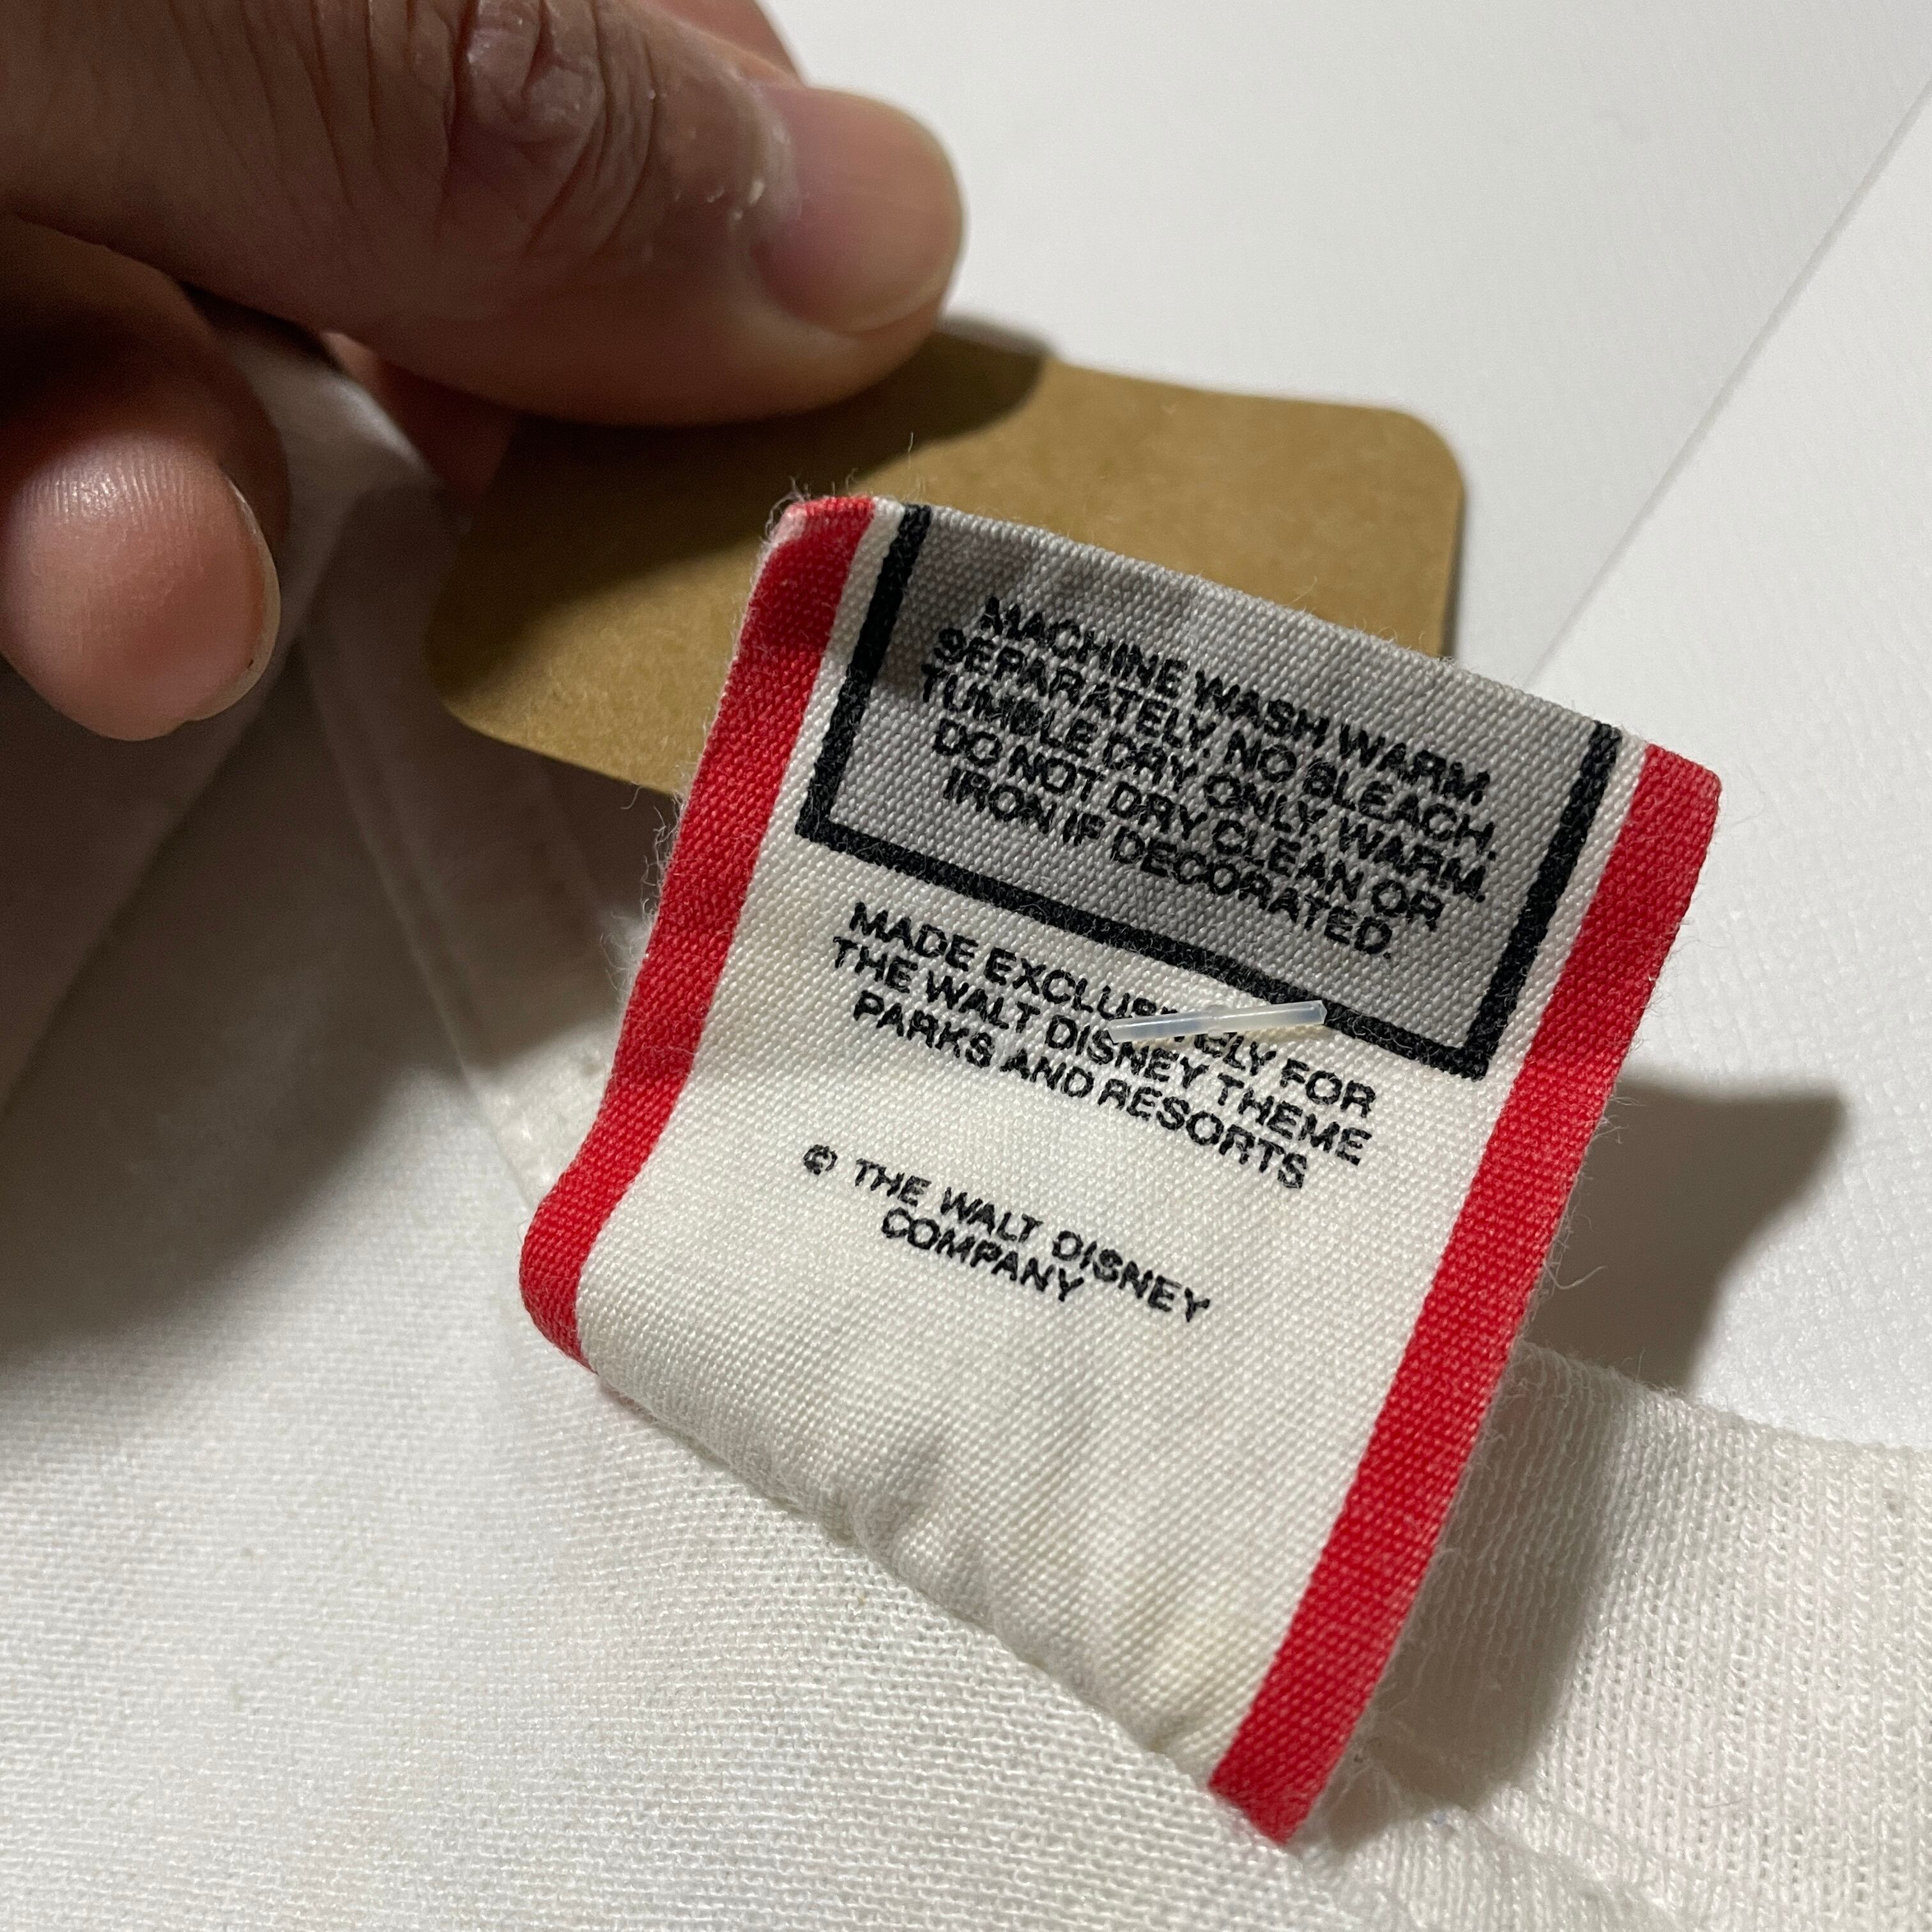 MACHINE WASH WARM
SEPARATELY. NO BLEACH.
TUMBLE DRY ONLY, WARM.
DO NOT DRY CLEAN OR
IRON IF DECORATED.
MADE EXCLUSIVELY FOR
THE WALT DISNEY THEME
PARKS AND RESORTS
© THE WALT DISNEY
COMPANY